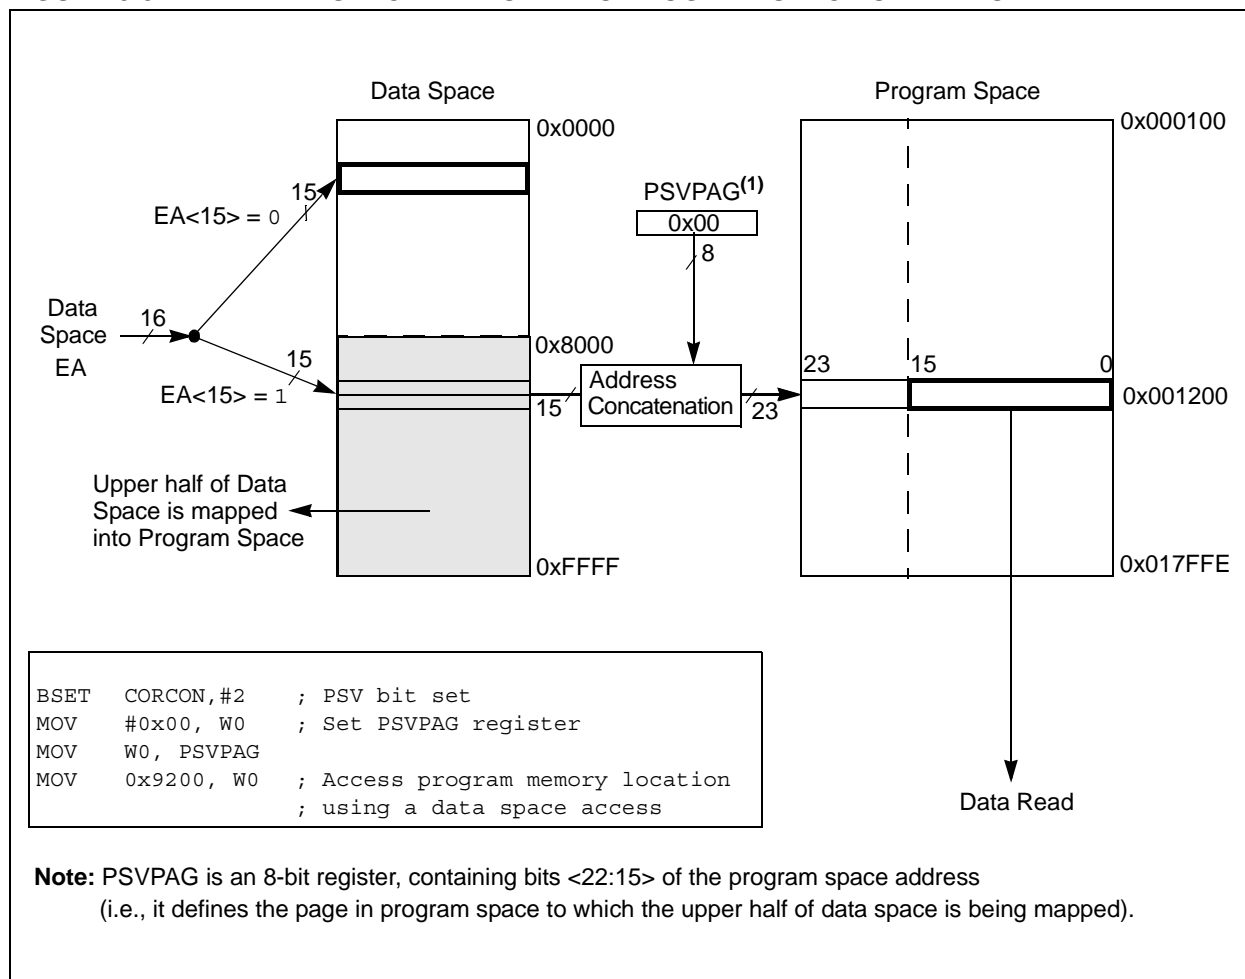 Data Space
Program Space
0x0000
0x000100
15
PSVPAG(1)
EA<15> = 0
0x00
8
Data
Space
EA
16
0x8000
15
EA<15> = 1
15
Address
Concatenation
23
23
15
0
0x001200
Upper half of Data
Space is mapped
into Program Space
0xFFFF
0x017FFE
BSET CORCON,#2 ; PSV bit set
MOV #0x00, W0 ; Set PSVPAG register
MOV W0, PSVPAG
MOV 0x9200, W0 ; Access program memory location
; using a data space access
Data Read
Note: PSVPAG is an 8-bit register, containing bits <22:15> of the program space address
(i.e., it defines the page in program space to which the upper half of data space is being mapped).